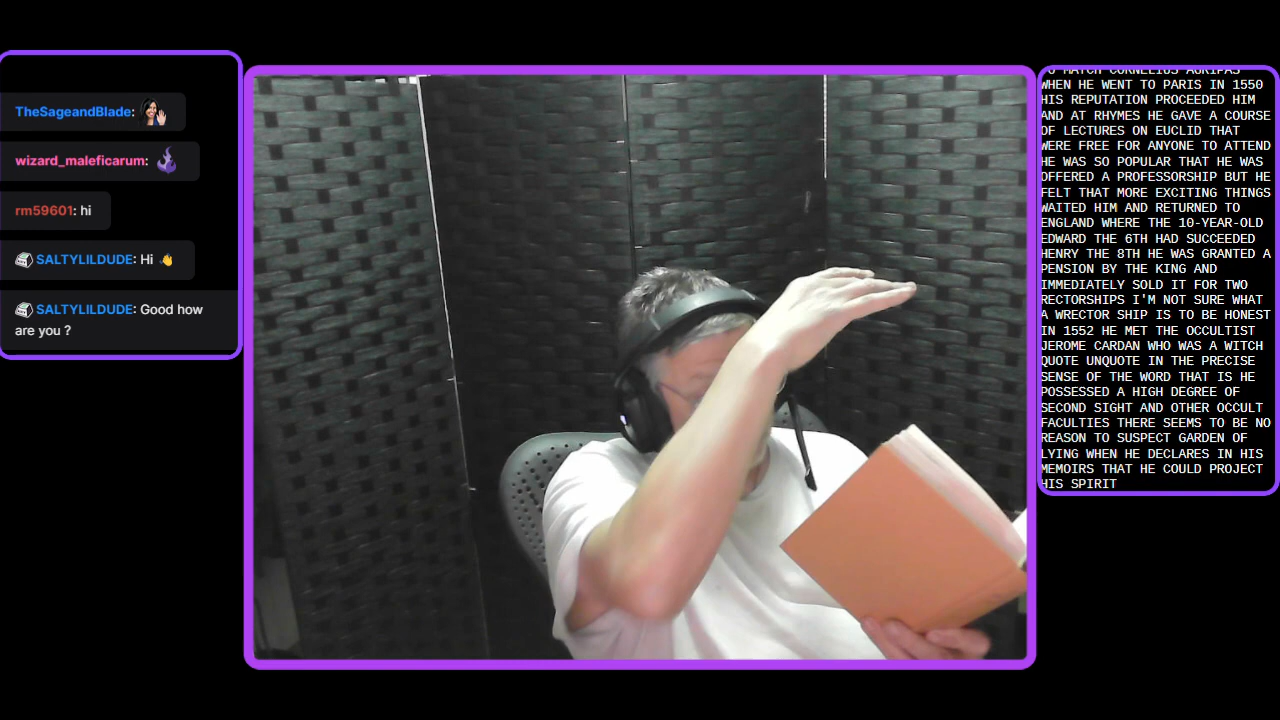 TheSageandBlade:
wizard_maleficarum:
rm59601: hi
SALTYLILDUDE: Hi 👋
SALTYLILDUDE: Good how
are you ?
TO MATCH CORNELIUS AGRIPAS
WHEN HE WENT TO PARIS IN 1550
HIS REPUTATION PROCEEDED HIM
AND AT RHYMES HE GAVE A COURSE
OF LECTURES ON EUCLID THAT
WERE FREE FOR ANYONE TO ATTEND
HE WAS SO POPULAR THAT HE WAS
OFFERED A PROFESSORSHIP BUT HE
FELT THAT MORE EXCITING THINGS
WAITED HIM AND RETURNED TO
ENGLAND WHERE THE 10-YEAR-OLD
EDWARD THE 6TH HAD SUCCEEDED
HENRY THE 8TH HE WAS GRANTED A
PENSION BY THE KING AND
IMMEDIATELY SOLD IT FOR TWO
RECTORSHIPS I'M NOT SURE WHAT
A WRECTOR SHIP IS TO BE HONEST
IN 1552 HE MET THE OCCULTIST
JEROME CARDAN WHO WAS A WITCH
QUOTE UNQUOTE IN THE PRECISE
SENSE OF THE WORD THAT IS HE
POSSESSED A HIGH DEGREE OF
SECOND SIGHT AND OTHER OCCULT
FACULTIES THERE SEEMS TO BE NO
REASON TO SUSPECT GARDEN OF
LYING WHEN HE DECLARES IN HIS
MEMOIRS THAT HE COULD PROJECT
HIS SPIRIT